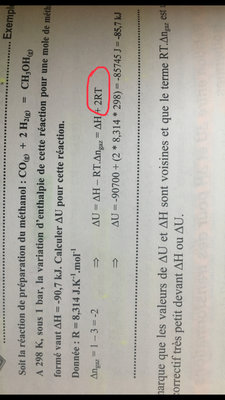 Exemple
Soit la réaction de préparation du méthanol : CO(g) + 2 H2(g) = CH3OH(g)
A 298 K, sous 1 bar, la variation d'enthalpie de cette réaction pour une mole de méth
formé vaut ΔH = -90,7 kJ. Calculer ΔU pour cette réaction.
Donnée : R = 8,314 J.K⁻¹.mol⁻¹
Δngaz = 1 – 3 = -2 ⇒ ΔU = ΔH – RT.Δngaz = ΔH + 2RT
⇒ ΔU = -90700 + (2 * 8,314 * 298) = -85745 J = -85,7 kJ
marque que les valeurs de ΔU et ΔH sont voisines et que le terme RT.Δngaz est
correctif très petit devant ΔH ou ΔU.